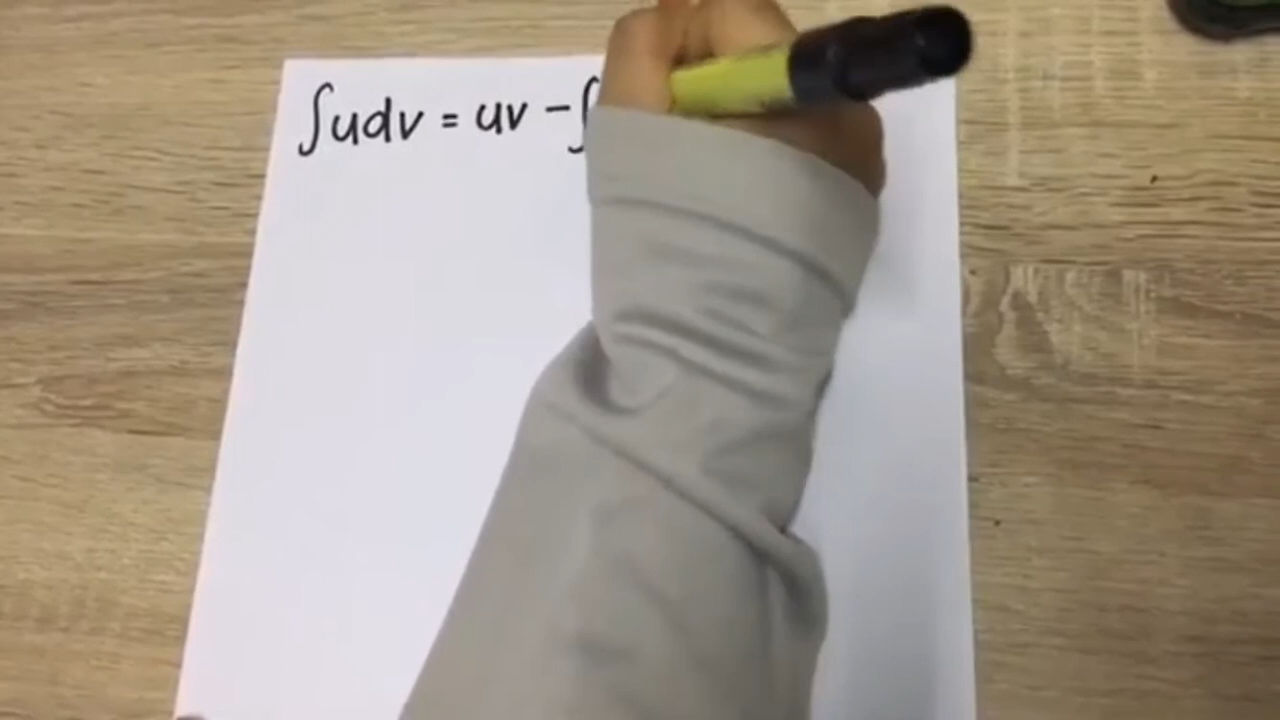 ∫udv = uv - ∫